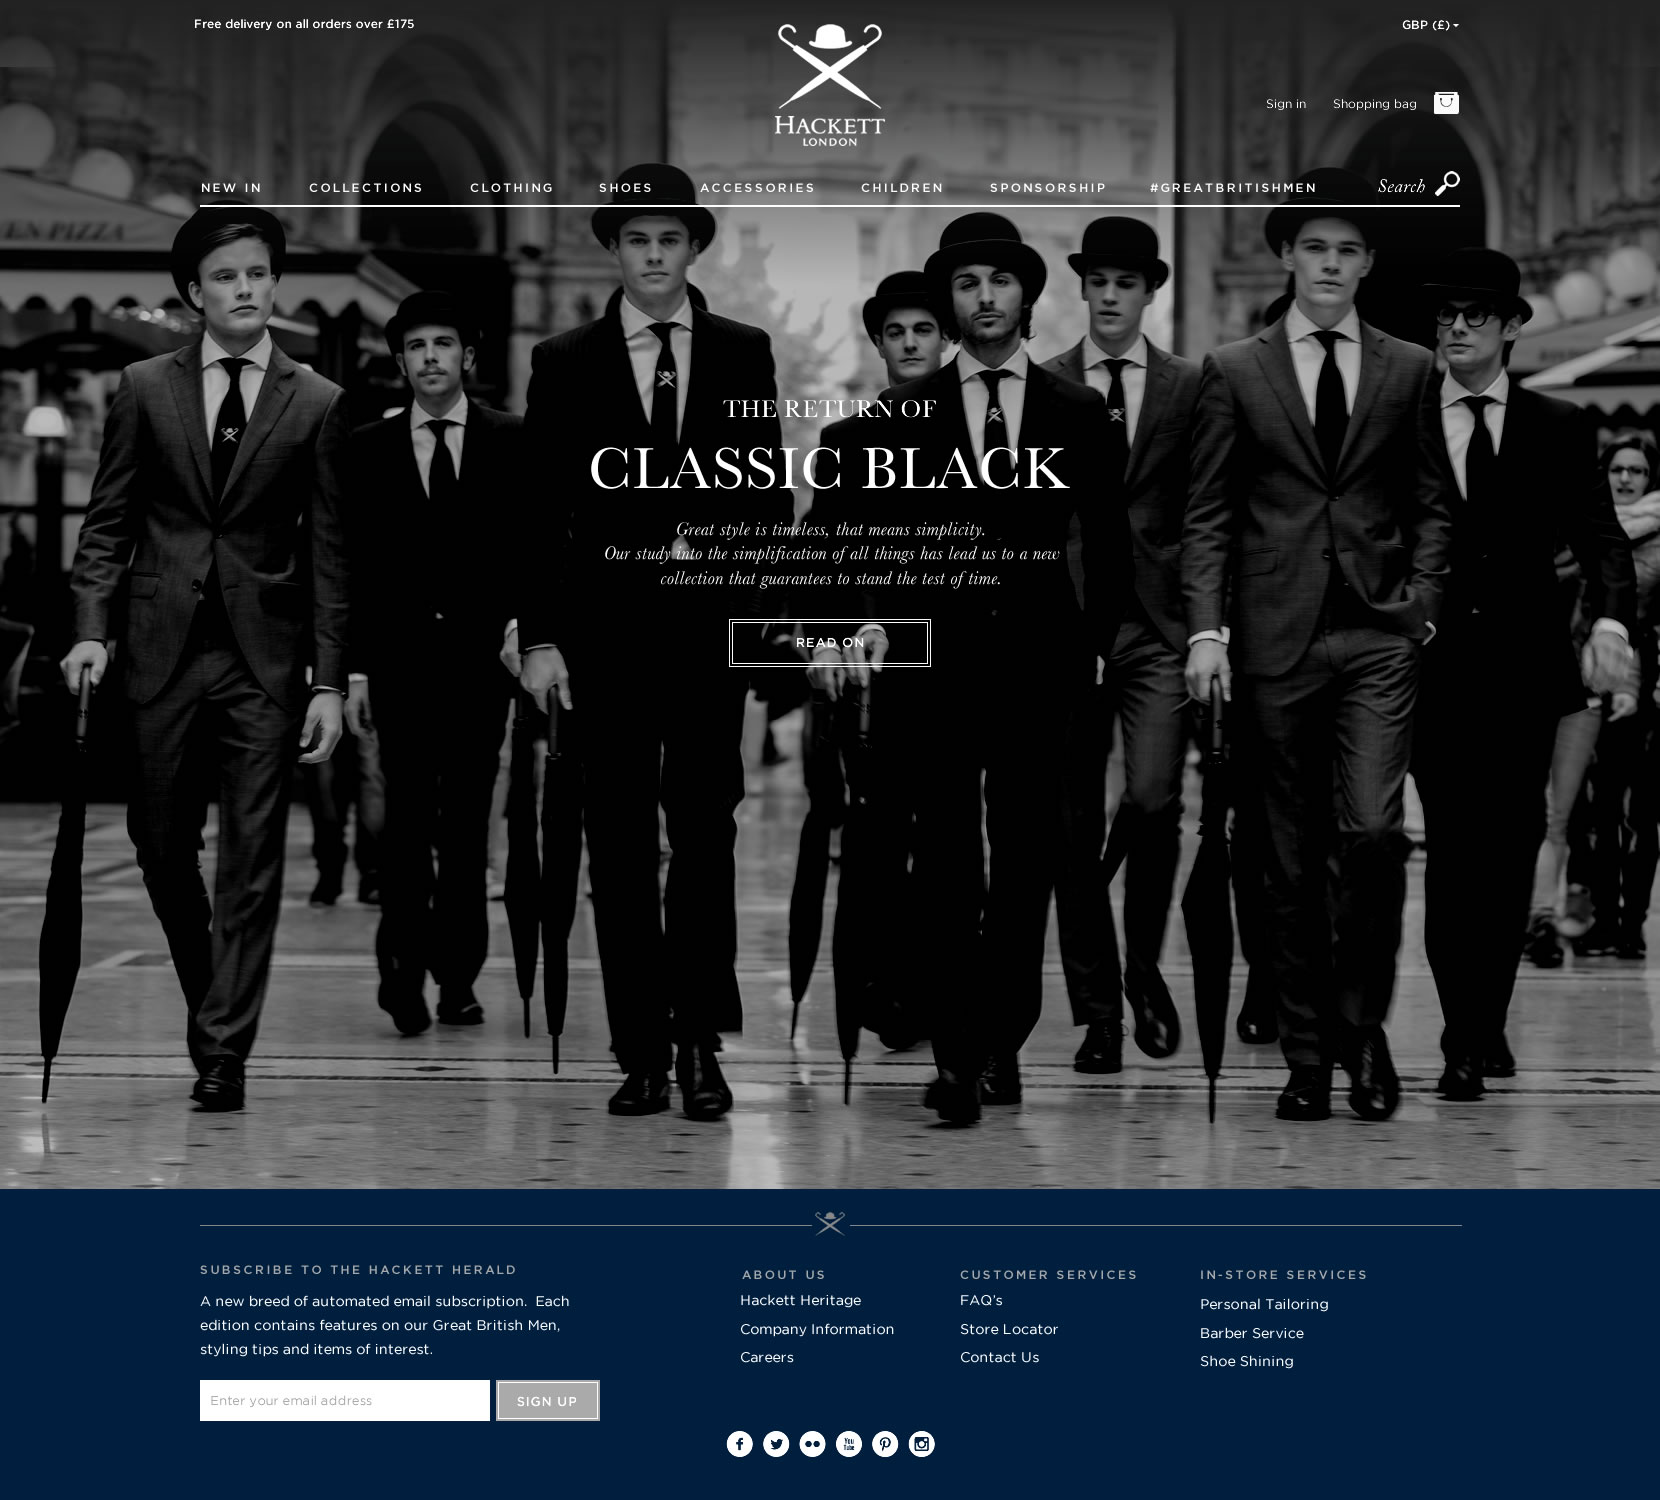 Free delivery on all orders over £175
GBP (£)
HACKETT
LONDON
Sign in
Shopping bag
NEW IN
COLLECTIONS
CLOTHING
SHOES
ACCESSORIES
CHILDREN
SPONSORSHIP
#GREATBRITISHMEN
Search
EN PIZZA
THE RETURN OF
CLASSIC BLACK
Great style is timeless, that means simplicity.
Our study into the simplification of all things has lead us to a new
collection that guarantees to stand the test of time.
READ ON
SUBSCRIBE TO THE HACKETT HERALD
A new breed of automated email subscription. Each
edition contains features on our Great British Men,
styling tips and items of interest.
Enter your email address
SIGN UP
ABOUT US
Hackett Heritage
Company Information
Careers
CUSTOMER SERVICES
FAQ's
Store Locator
Contact Us
IN-STORE SERVICES
Personal Tailoring
Barber Service
Shoe Shining
You
Tube